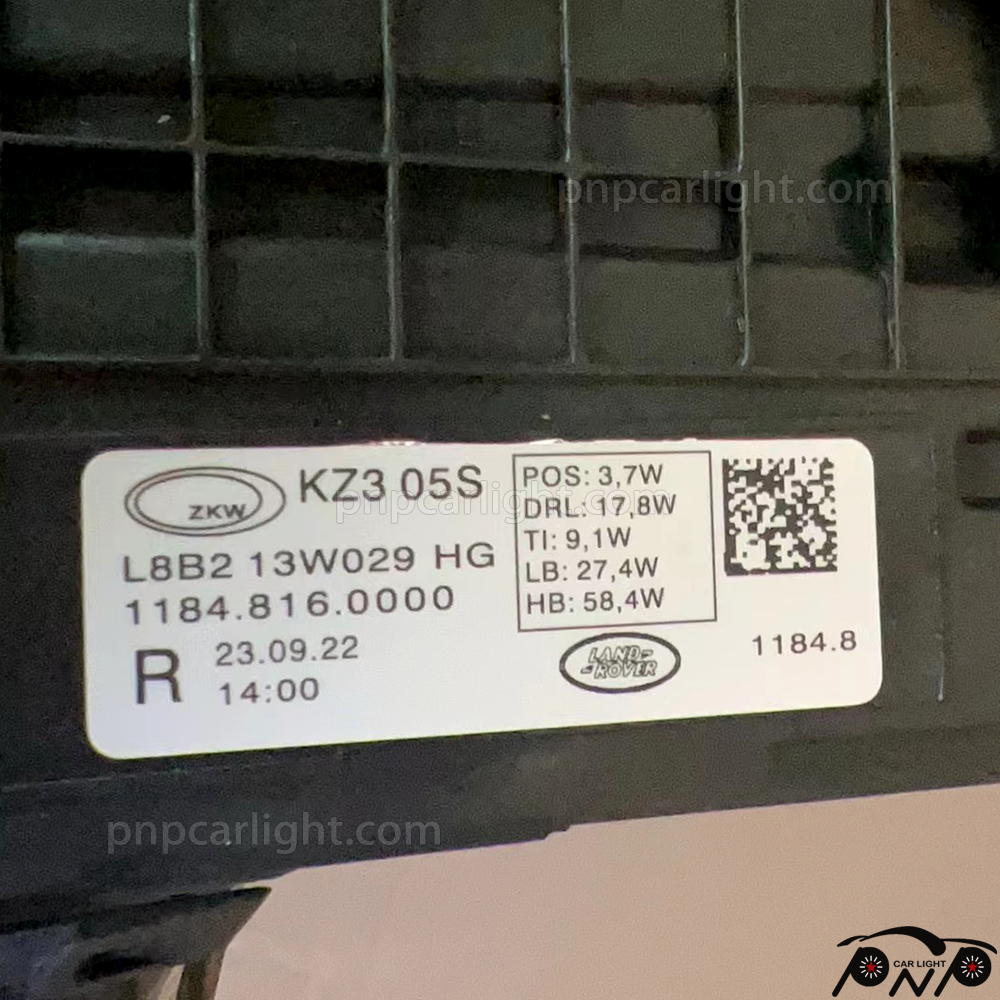 pnpcarlight.com
ZKW
KZ3 05S
pnpcarlight.com
L8B2 13W029 HG
1184.816.0000
R
23.09.22
14:00
POS: 3,7W
DRL: 17,8W
TI: 9,1W
LB: 27,4W
HB: 58,4W
LAND-
-ROVER
1184.8
pnpcarlight.com
CAR LIGHT
PNP